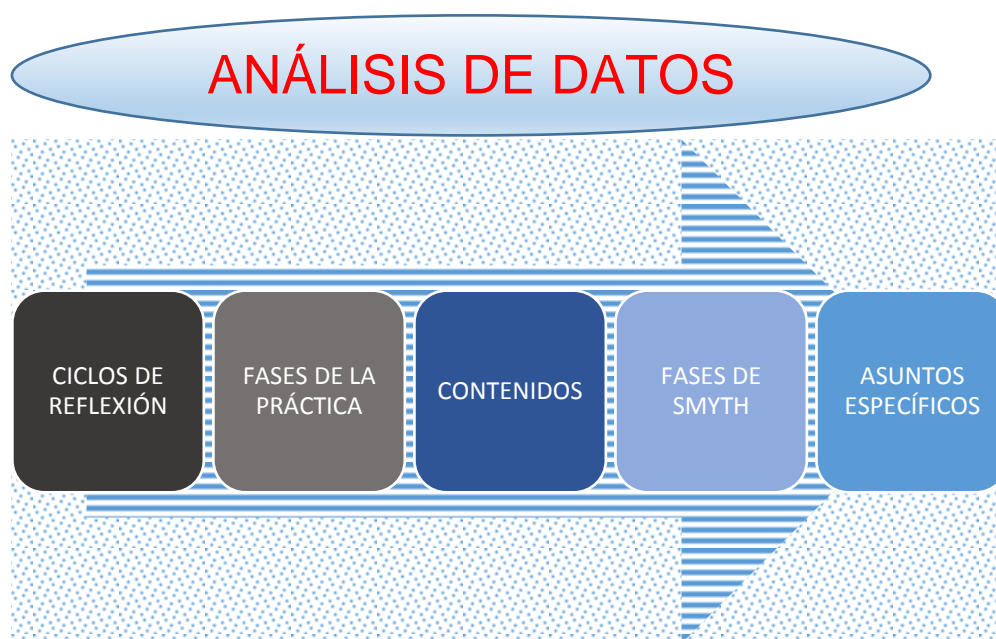 ANÁLISIS DE DATOS
CICLOS DE
REFLEXIÓN
FASES DE LA
PRÁCTICA
CONTENIDOS
FASES DE
SMYTH
ASUNTOS
ESPECÍFICOS